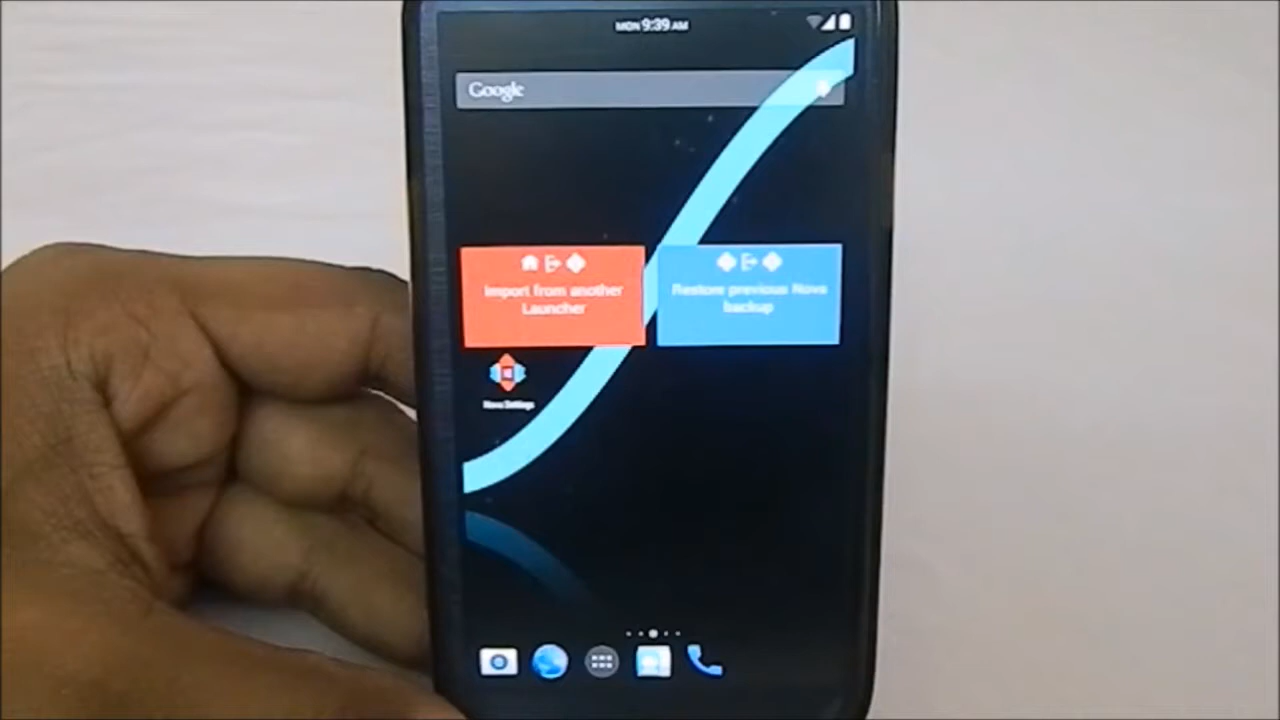 MON 9:39 AM
Google
Import from another
Launcher
Restore previous Nova
backup
Nova Settings